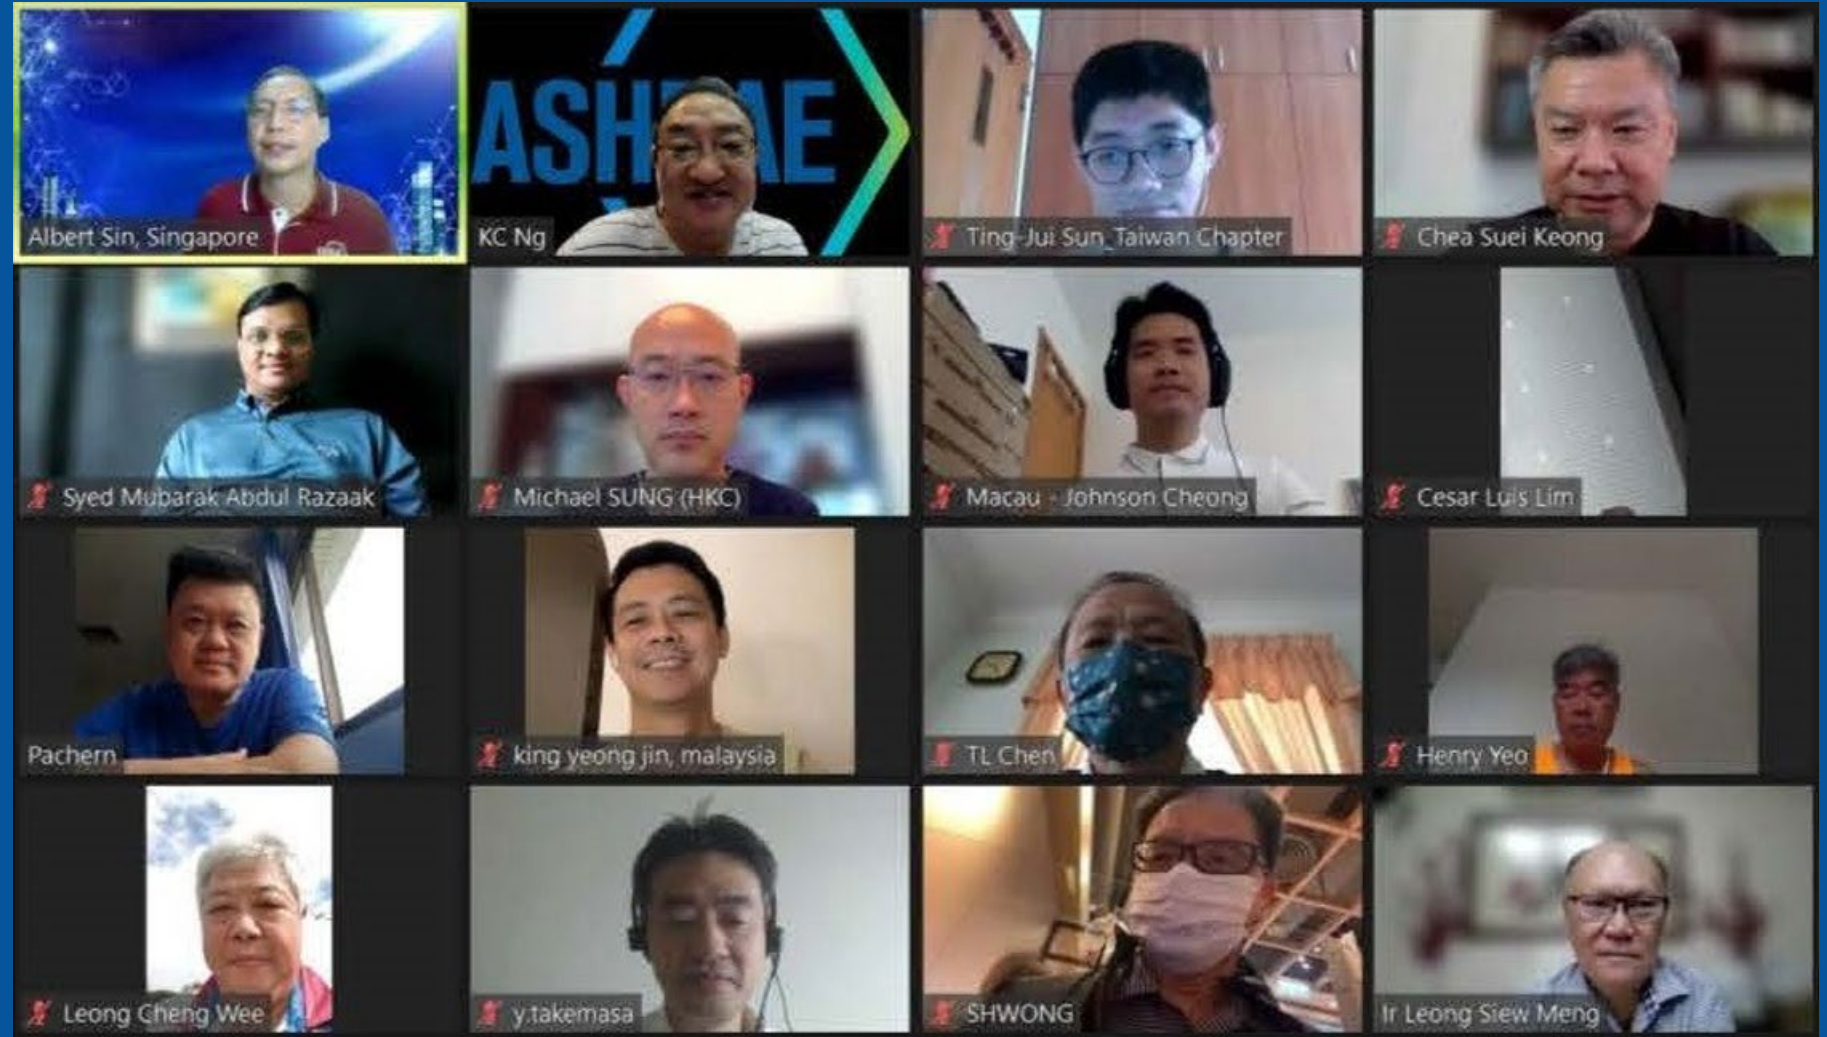 Albert Sin, Singapore
ASHRAE
KC Ng
Ting-Jui Sun_Taiwan Chapter
Chea Suei Keong
Syed Mubarak Abdul Razaak
Michael SUNG (HKC)
Macau - Johnson Cheong
Cesar Luis Lim
Pachern
king yeong jin, malaysia
TL Chen
Henry Yeo
Leong Cheng Wee
y.takemasa
SHWONG
Ir Leong Siew Meng